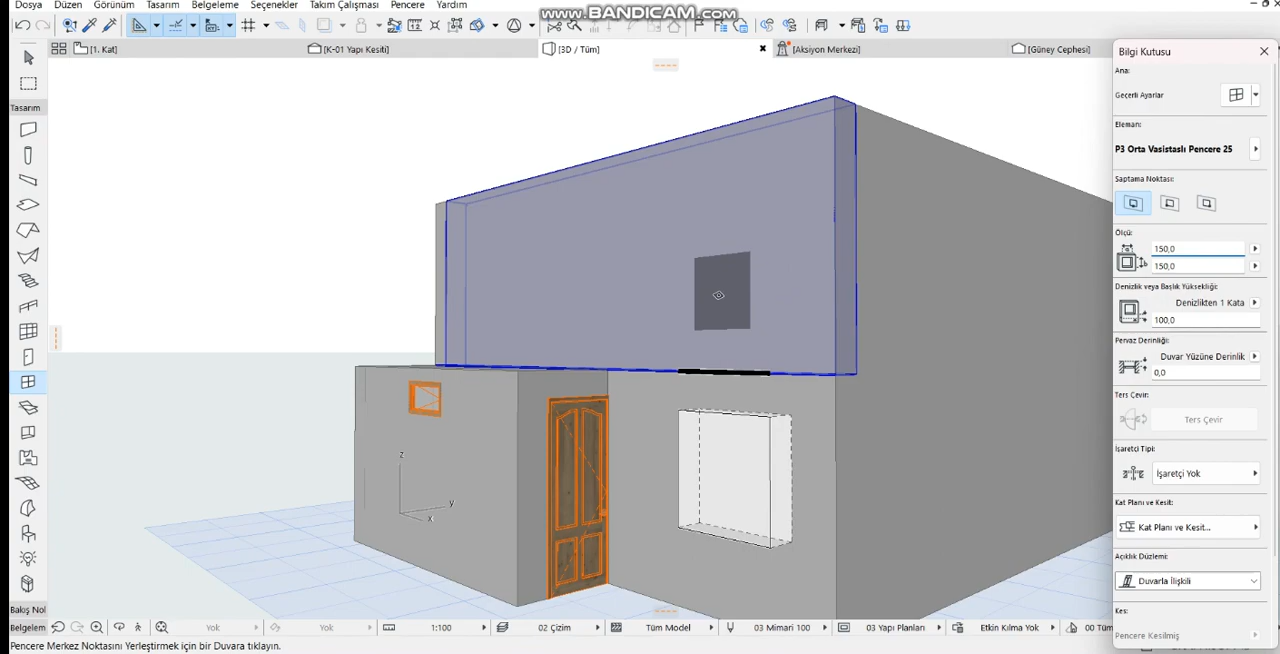 Dosya Düzen Görünüm Tasarım Belgeleme Seçenekler Takım Çalışması Pencere Yardım
www.BANDICAM.com
[1. Kat] [K-01 Yapı Kesiti] [3D / Tüm] [Aksiyon Merkezi] [Güney Cephesi]
Bilgi Kutusu
Ana:
Geçerli Ayarlar
Eleman:
P3 Orta Vasistaslı Pencere 25
Saptama Noktası:
Ölçü:
150,0
150,0
Denizlik veya Başlık Yüksekliği:
Denizlikten 1 Kata
100,0
Pervaz Derinliği:
Duvar Yüzüne Derinlik
0,0
Ters Çevir:
Ters Çevir
İşaretçi Tipi:
İşaretçi Yok
Kat Planı ve Kesit:
Kat Planı ve Kesit...
Açıklık Düzlemi:
Duvarla İlişkili
Kes:
Pencere Kesilmiş
Tasarım
z
y
x
Bakış Nol
Belgelem Yok Yok 1:100 02 Çizim Tüm Model 03 Mimari 100 03 Yapı Planları Etkin Kılma Yok 00 Tüm
Pencere Merkez Noktasını Yerleştirmek için bir Duvara tıklayın.